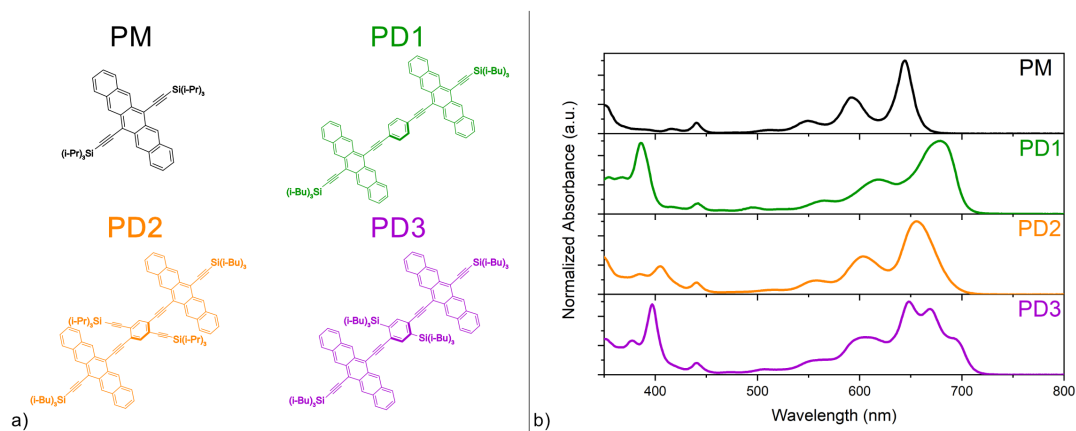 PM
Si(i-Pr)₃
(i-Pr)₃Si
PD1
Si(i-Bu)₃
(i-Bu)₃Si
PD2
Si(i-Bu)₃
(i-Pr)₃Si
Si(i-Pr)₃
(i-Bu)₃Si
PD3
Si(i-Bu)₃
(i-Bu)₃Si
Si(i-Bu)₃
(i-Bu)₃Si
a)
Normalized Absorbance (a.u.)
PM
PD1
PD2
PD3
400 500 600 700 800
Wavelength (nm)
b)